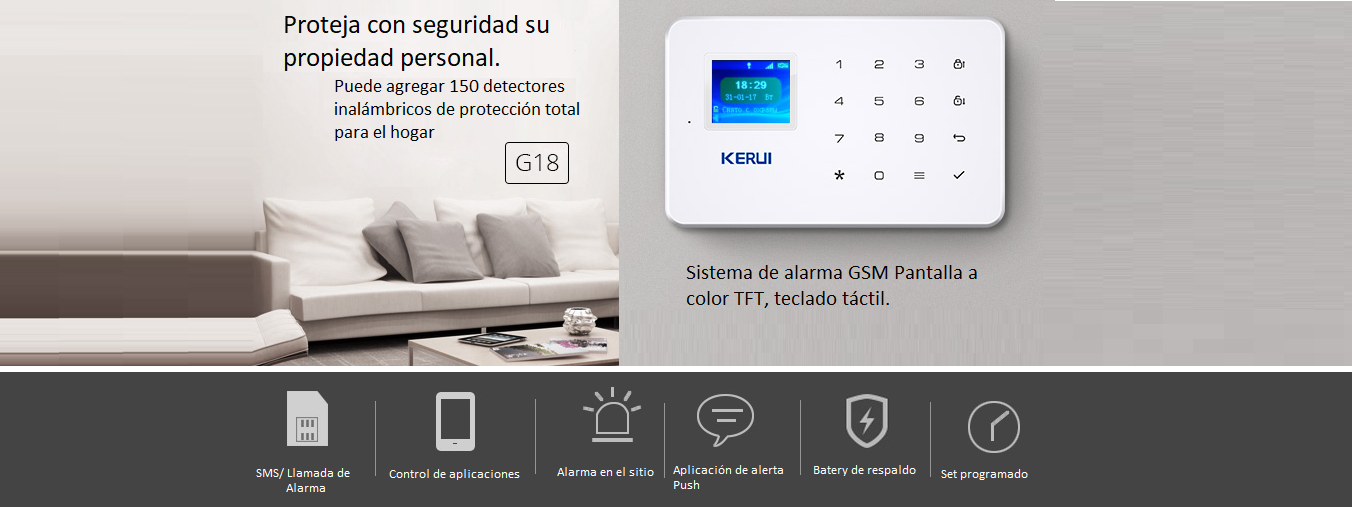 Proteja con seguridad su
propiedad personal.
Puede agregar 150 detectores
inalámbricos de protección total
para el hogar
G18
18:29
31-01-17 Вт
1 2 3
4 5 6
7 8 9
* 0
KERUI
Sistema de alarma GSM Pantalla a
color TFT, teclado táctil.
SMS/ Llamada de
Alarma
Control de aplicaciones
Alarma en el sitio
Aplicación de alerta
Push
Batery de respaldo
Set programado